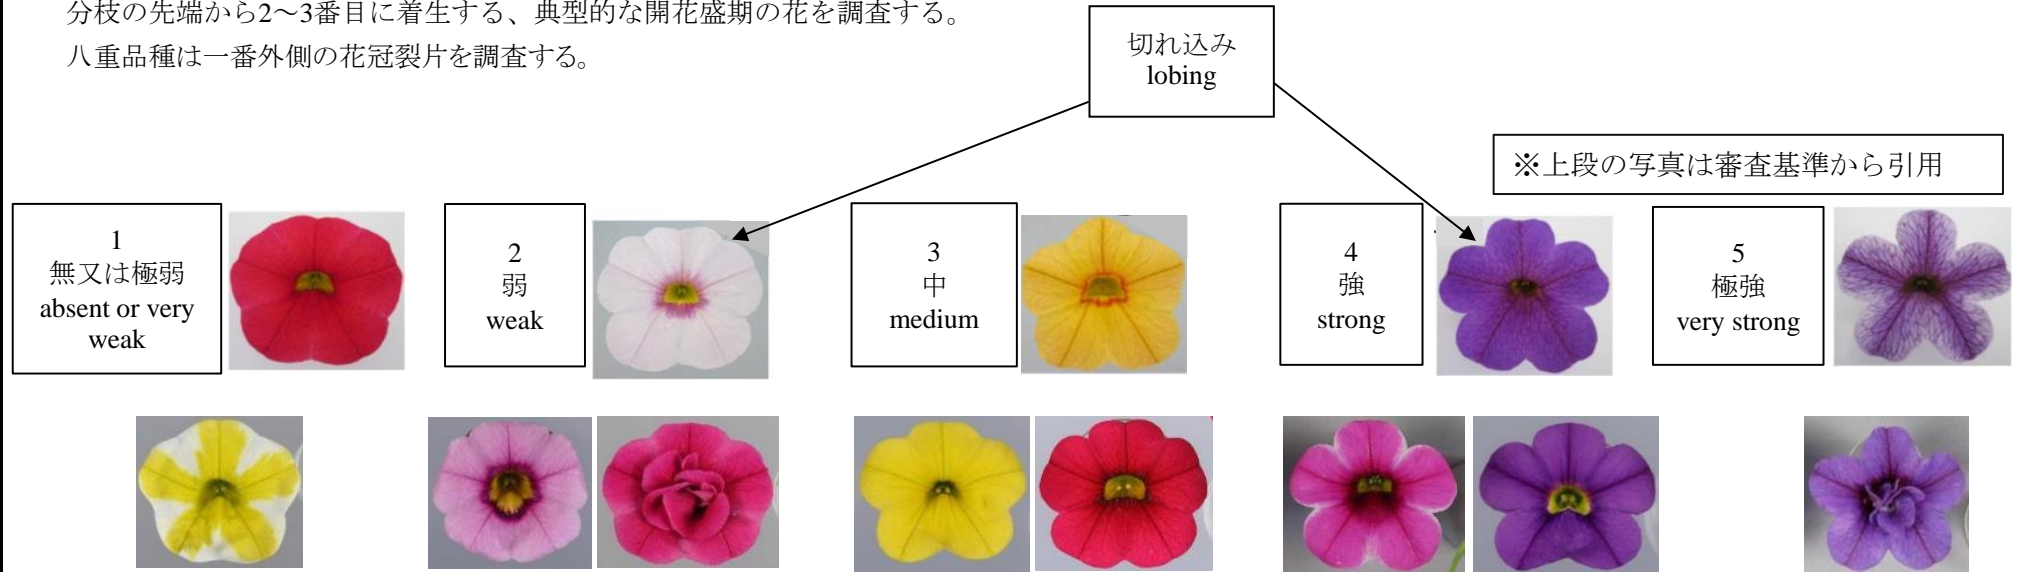 分枝の先端から2～3番目に着生する、典型的な開花盛期の花を調査する。
八重品種は一番外側の花冠裂片を調査する。
切れ込み
lobing
※上段の写真は審査基準から引用
1
無又は極弱
absent or very
weak
2
弱
weak
3
中
medium
4
強
strong
5
極強
very strong